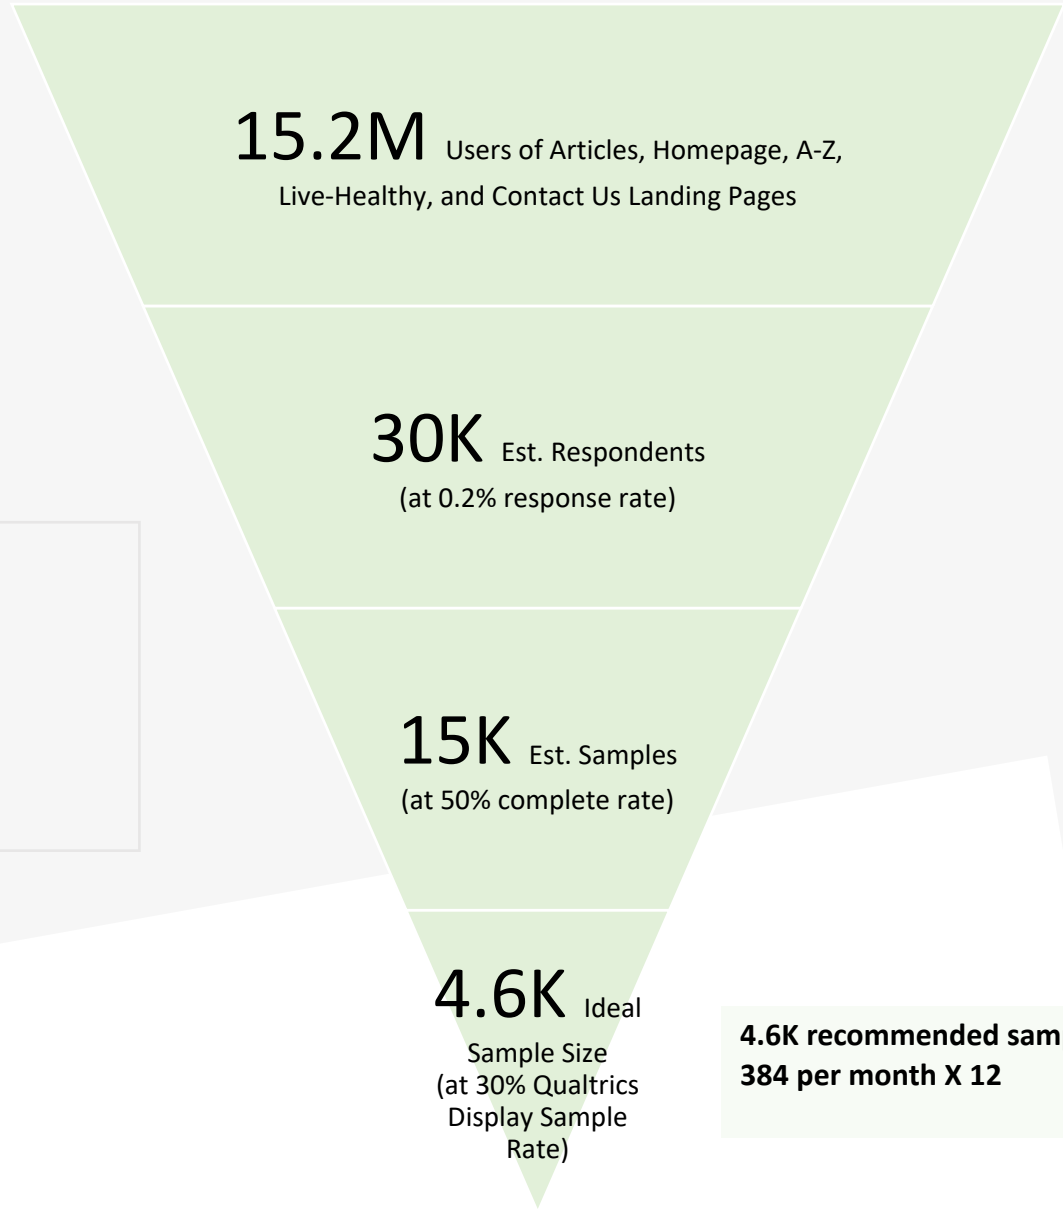 15.2M Users of Articles, Homepage, A-Z,
Live-Healthy, and Contact Us Landing Pages
30K Est. Respondents
(at 0.2% response rate)
15K Est. Samples
(at 50% complete rate)
4.6K Ideal
Sample Size
(at 30% Qualtrics
Display Sample
Rate)
4.6K recommended sam
384 per month X 12